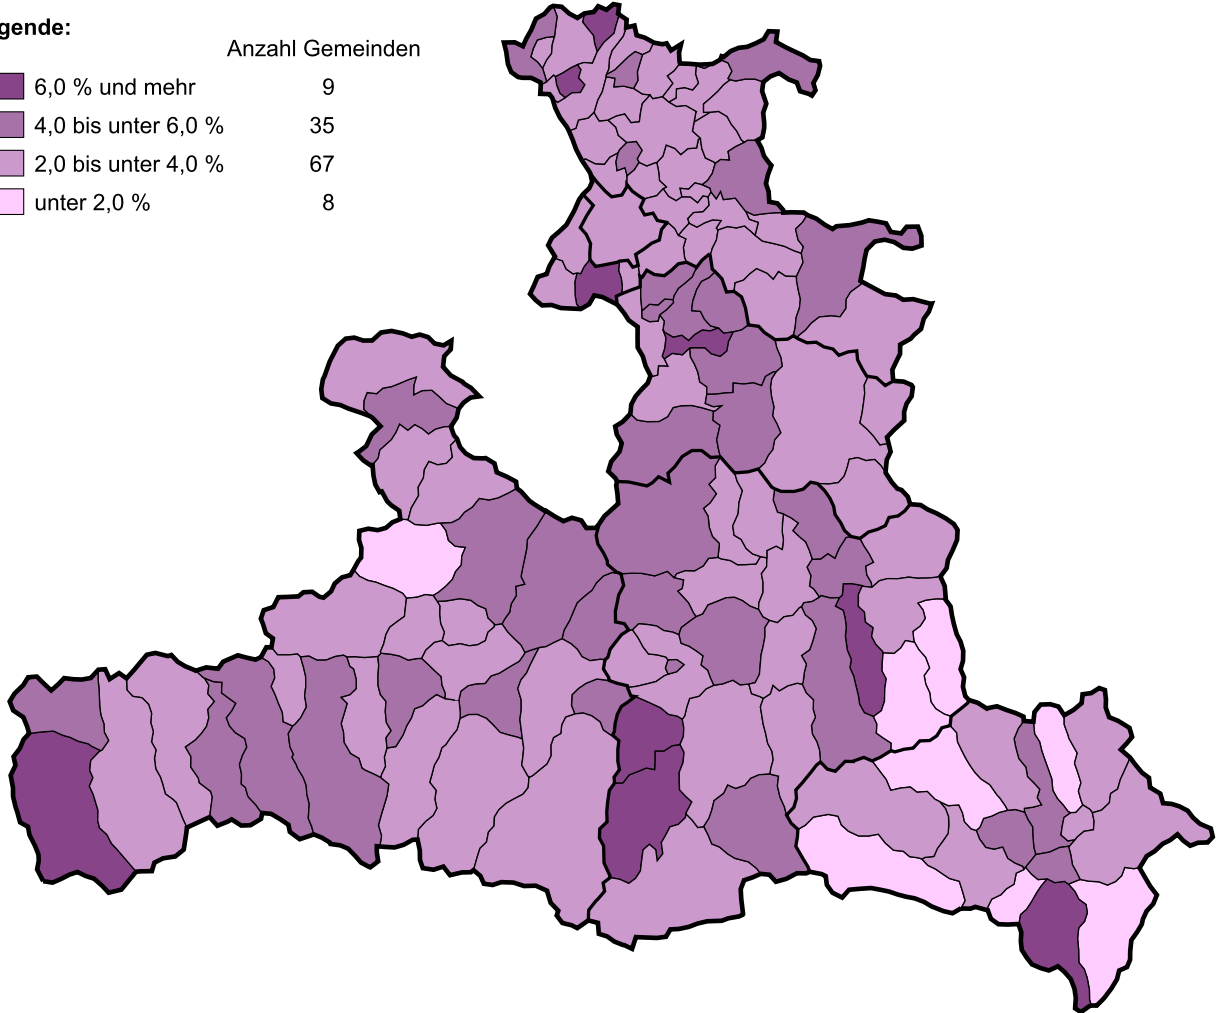 gende:
Anzahl Gemeinden
6,0 % und mehr 9
4,0 bis unter 6,0 % 35
2,0 bis unter 4,0 % 67
unter 2,0 % 8